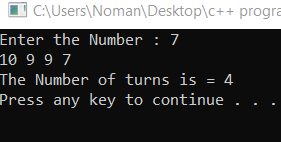 C:\Users\Noman\Desktop\c++ progra
Enter the Number : 7
10 9 9 7
The Number of turns is = 4
Press any key to continue . . .